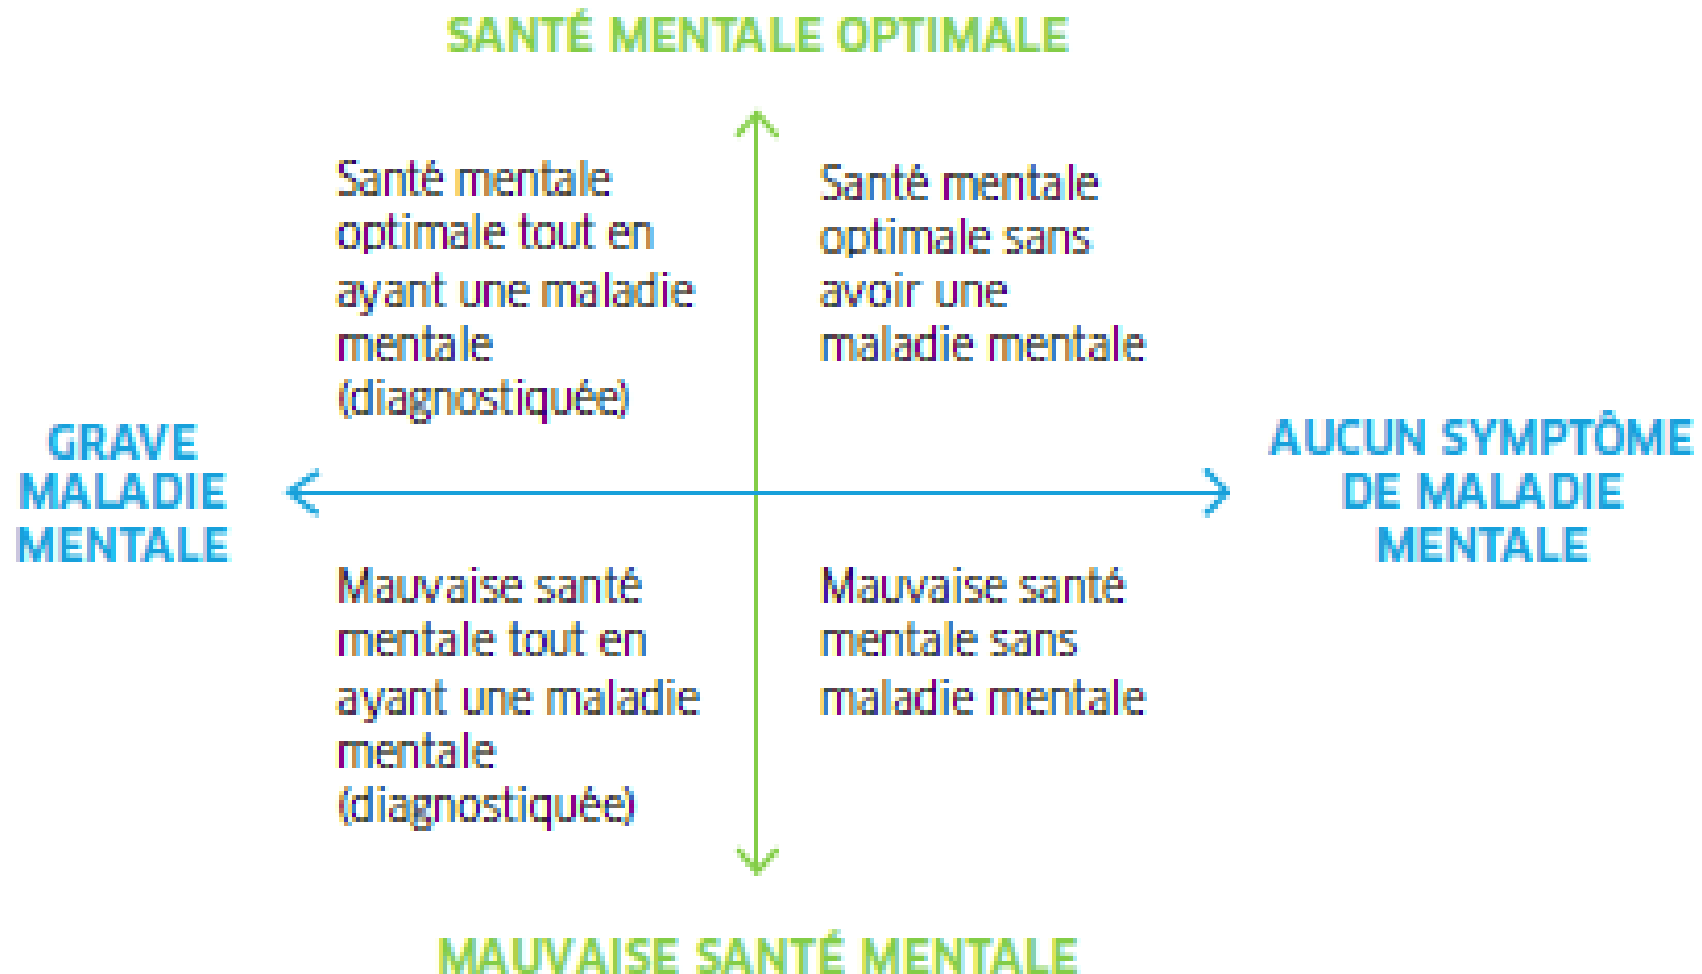 SANTÉ MENTALE OPTIMALE
Santé mentale
optimale tout en
ayant une maladie
mentale
(diagnostiquée)
Santé mentale
optimale sans
avoir une
maladie mentale
GRAVE
MALADIE
MENTALE
AUCUN SYMPTÔME
DE MALADIE
MENTALE
Mauvaise santé
mentale tout en
ayant une maladie
mentale
(diagnostiquée)
Mauvaise santé
mentale sans
maladie mentale
MAUVAISE SANTÉ MENTALE